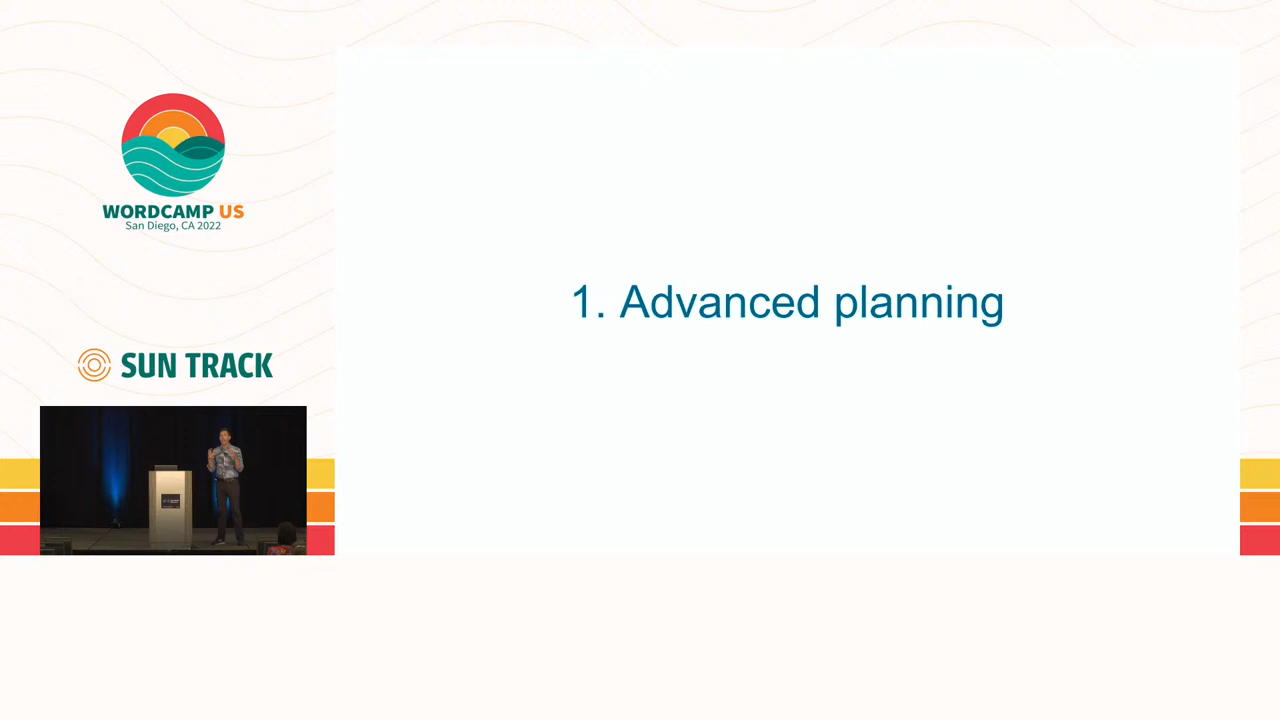 WORDCAMP US
San Diego, CA 2022
SUN TRACK
1. Advanced planning